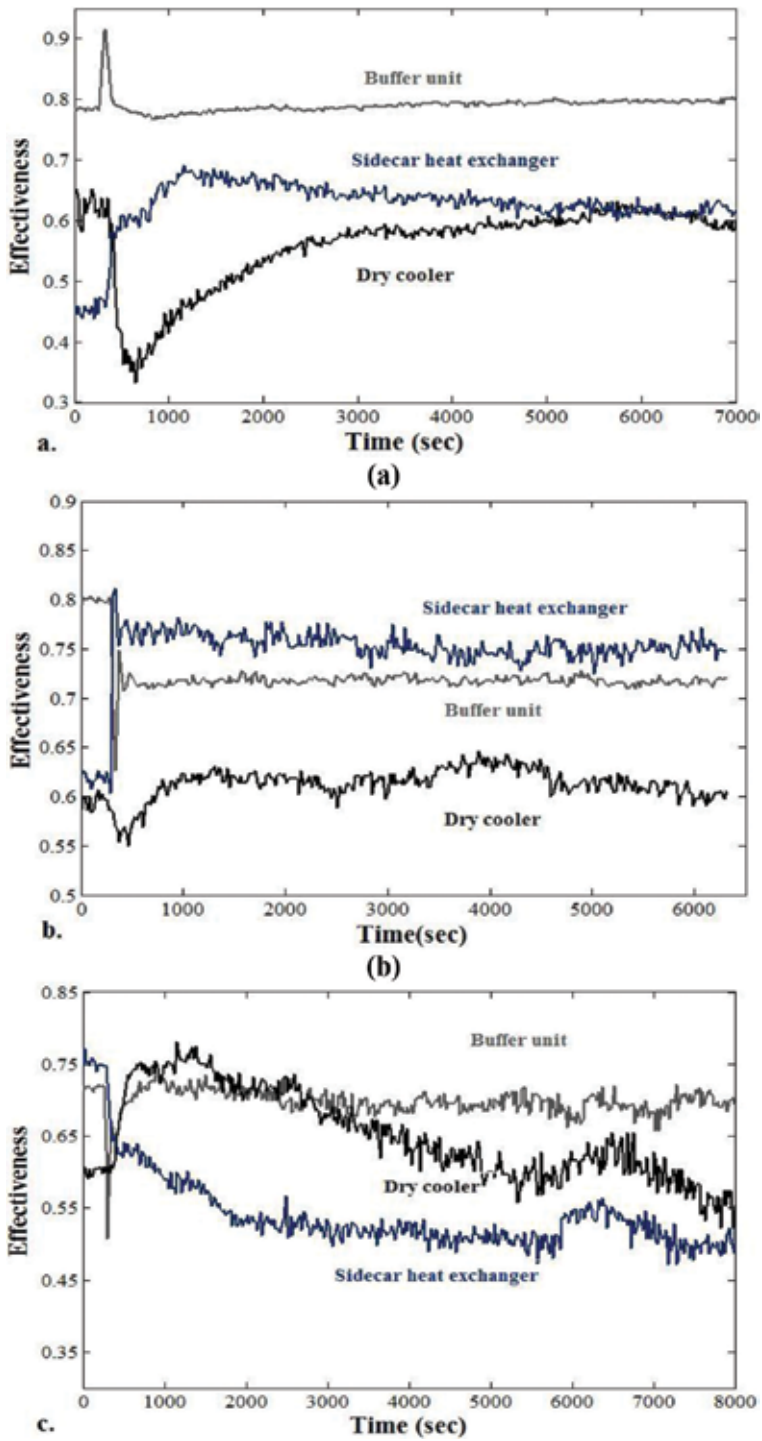 0.9
Buffer unit
0.8
0.7
Sidecar heat exchanger
Effectiveness
0.6
0.5
Dry cooler
0.4
0.3
0 1000 2000 3000 4000 5000 6000 7000
a. Time (sec)
(a)
0.9
0.85
0.8
Sidecar heat exchanger
0.75
Effectiveness
0.7
Buffer unit
0.65
0.6
Dry cooler
0.55
0.5
0 1000 2000 3000 4000 5000 6000
b. Time(sec)
(b)
0.85
Buffer unit
0.75
0.65
Effectiveness
Dry cooler
0.55
Sidecar heat exchanger
0.45
0.35
0 1000 2000 3000 4000 5000 6000 7000 8000
c. Time (sec)